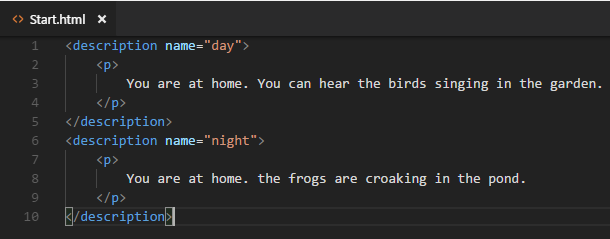 <> Start.html ×
1 <description name="day">
2 <p>
3 You are at home. You can hear the birds singing in the garden.
4 </p>
5 </description>
6 <description name="night">
7 <p>
8 You are at home. the frogs are croaking in the pond.
9 </p>
10 </description>